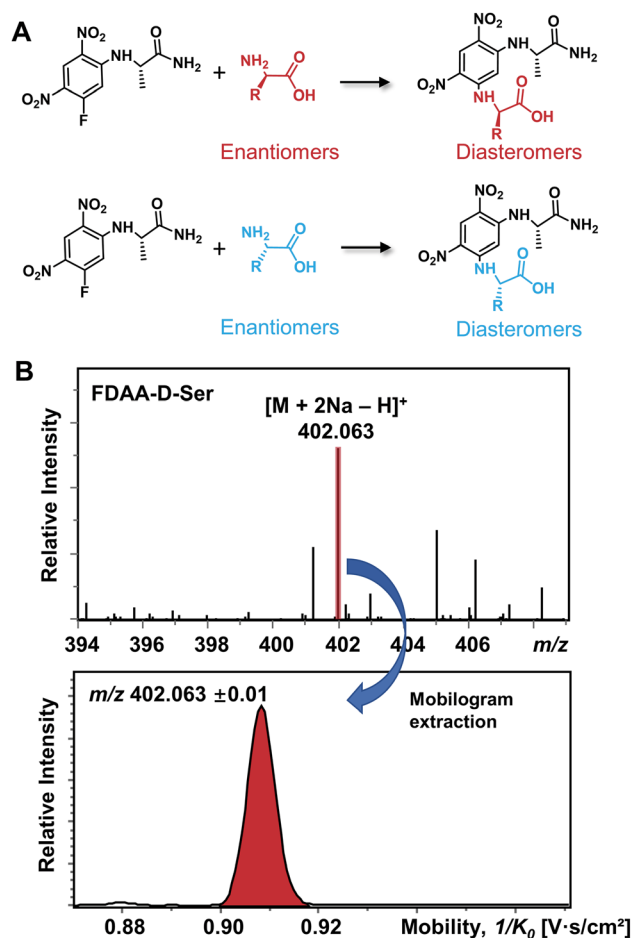 A
NO₂
NH
O
NH₂
O₂N
F
+
NH₂
O
OH
R
NO₂
NH
O
NH₂
O₂N
NH
O
OH
R
Enantiomers
Diasteromers
NO₂
NH
O
NH₂
O₂N
F
+
NH₂
O
OH
R
NO₂
NH
O
NH₂
O₂N
NH
O
OH
R
Enantiomers
Diasteromers
B
FDAA-D-Ser
[M + 2Na – H]⁺
402.063
Relative Intensity
394 396 398 400 402 404 406 m/z
m/z 402.063 ±0.01
Mobilogram
extraction
Relative Intensity
0.88 0.90 0.92 Mobility, 1/K₀ [V·s/cm²]